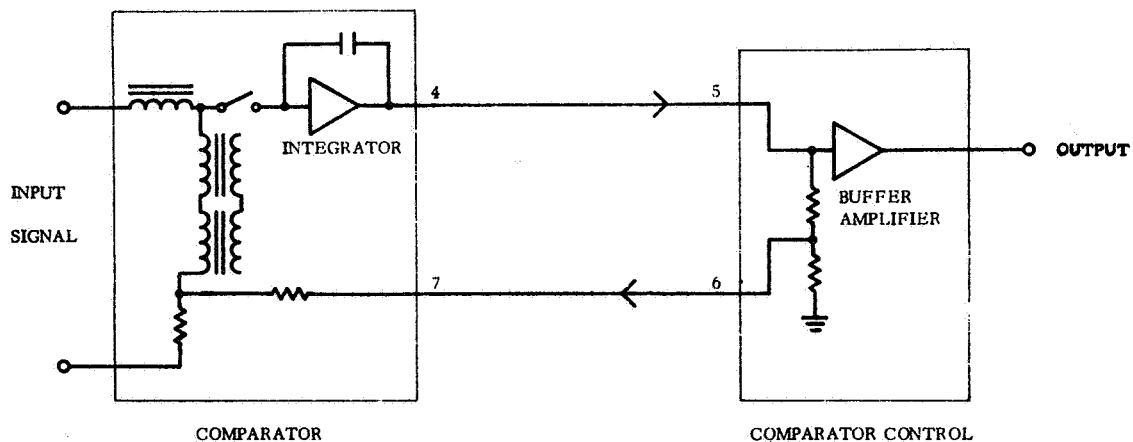 4
5
INTEGRATOR
OUTPUT
INPUT
SIGNAL
BUFFER
AMPLIFIER
7
6
COMPARATOR
COMPARATOR CONTROL